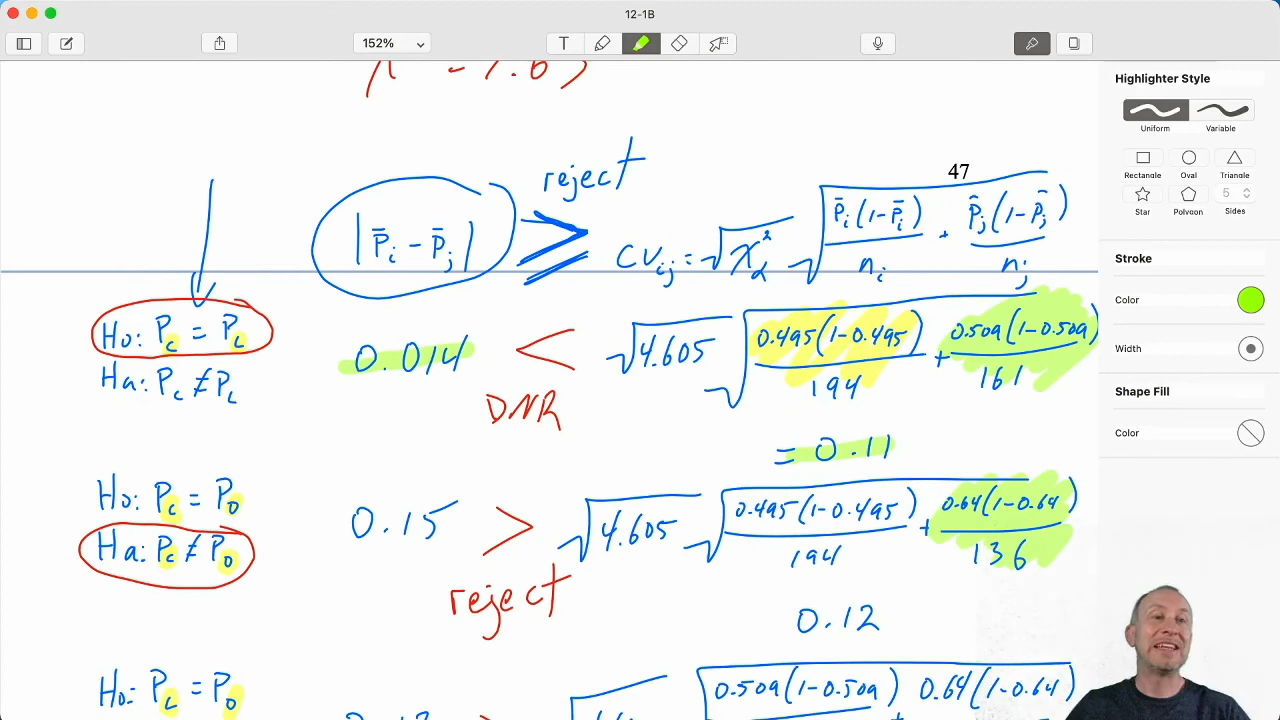 12-1B
152%
T
Highlighter Style
Uniform Variable
Rectangle Oval Triangle
Star Polygon 5 Sides
Stroke
Color
Width
Shape Fill
Color
reject
47
|p̄ᵢ - p̄ⱼ| ≥ CVᵢⱼ = √χ²α √ p̄ᵢ(1-p̄ᵢ)/nᵢ + p̄ⱼ(1-p̄ⱼ)/nⱼ
Ho: Pc = PL
Ha: Pc ≠ PL
0.014 < √4.605 √ 0.495(1-0.495)/194 + 0.509(1-0.509)/161
DNR
= 0.11
Ho: Pc = Po
Ha: Pc ≠ Po
0.15 > √4.605 √ 0.495(1-0.495)/194 + 0.64(1-0.64)/136
reject
0.12
Ho: Pc = Po
0.509(1-0.509) 0.64(1-0.64)